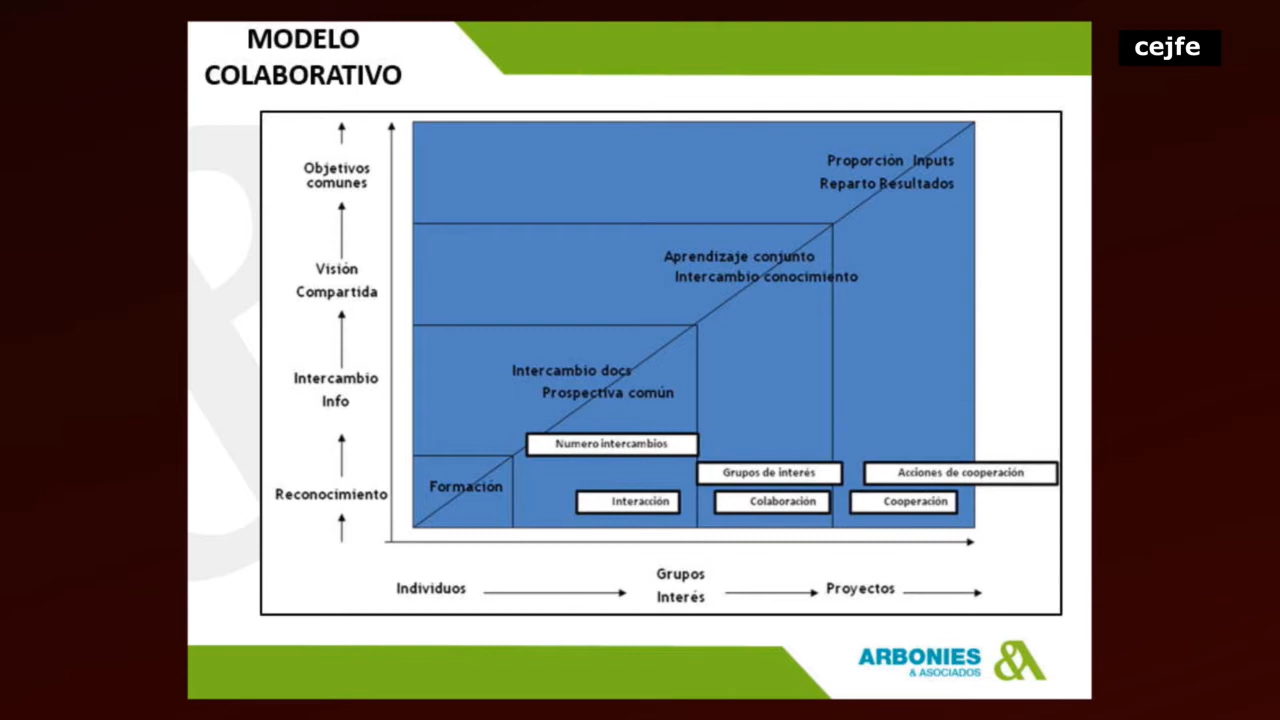 MODELO
COLABORATIVO
cejfe
Objetivos
comunes
Visión
Compartida
Intercambio
Info
Reconocimiento
Proporción Inputs
Reparto Resultados
Aprendizaje conjunto
Intercambio conocimiento
Intercambio docs
Prospectiva común
Numero intercambios
Grupos de interés
Acciones de cooperación
Formación
Interacción
Colaboración
Cooperación
Individuos
Grupos
Interés
Proyectos
ARBONIES
& ASOCIADOS
&A